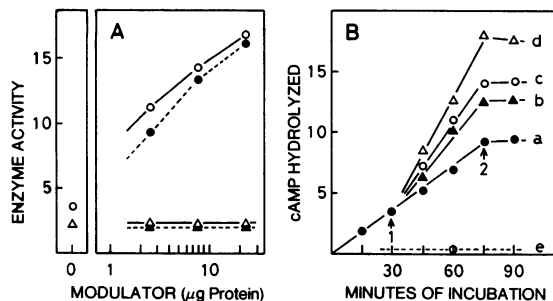 A
B
ENZYME ACTIVITY
15
10
5
0
1
10
MODULATOR (µg Protein)
cAMP HYDROLYZED
15
10
5
d
c
b
a
e
1
2
30
60
90
MINUTES OF INCUBATION